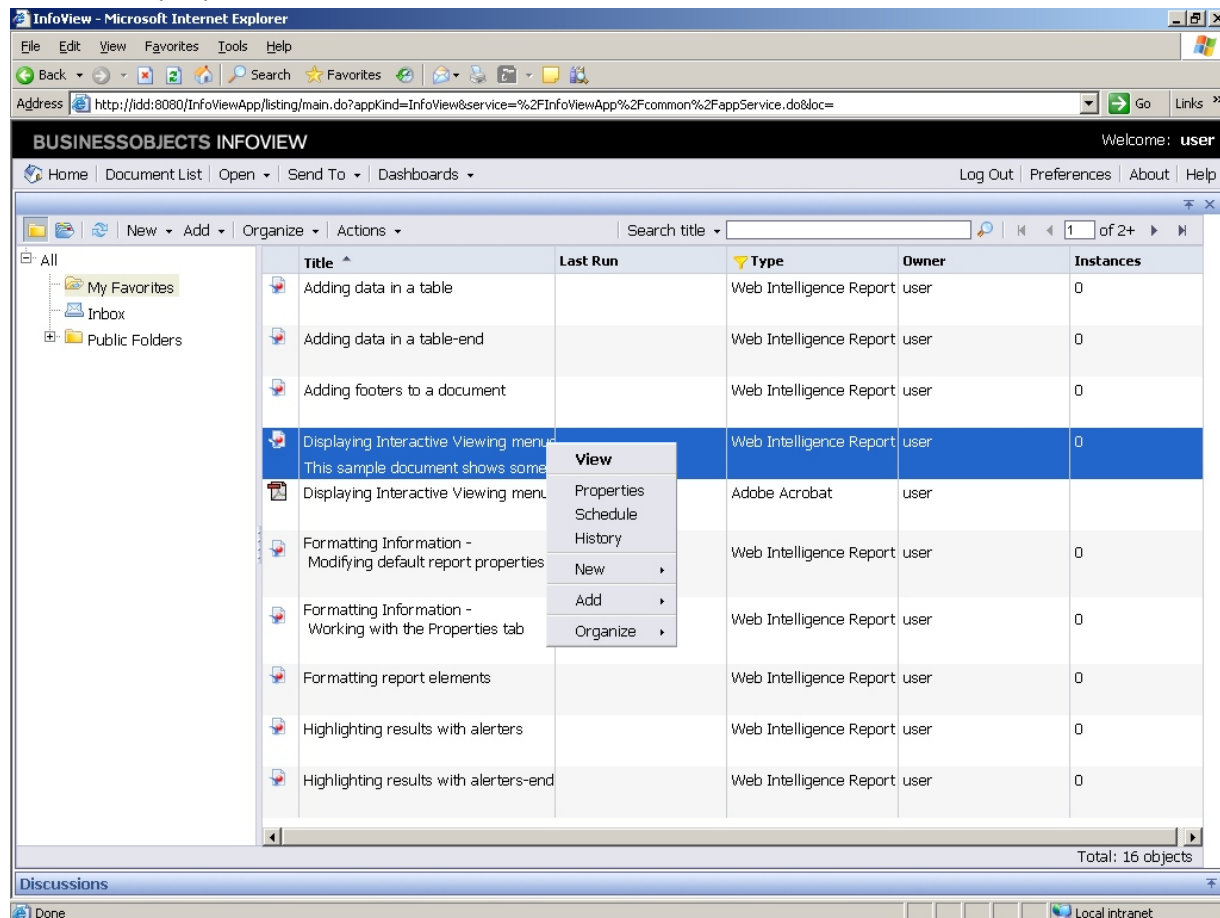 InfoView - Microsoft Internet Explorer
File Edit View Favorites Tools Help
Back Search Favorites
Address http://idd:8080/InfoViewApp/listing/main.do?appKind=InfoView&service=%2FInfoViewApp%2Fcommon%2FappService.do&loc= Go Links »
BUSINESSOBJECTS INFOVIEW Welcome: user
Home Document List Open Send To Dashboards Log Out Preferences About Help
New Add Organize Actions Search title 1 of 2+
All
My Favorites
Inbox
Public Folders
Title Last Run Type Owner Instances
Adding data in a table Web Intelligence Report user 0
Adding data in a table-end Web Intelligence Report user 0
Adding footers to a document Web Intelligence Report user 0
Displaying Interactive Viewing menus Web Intelligence Report user 0
This sample document shows some
Displaying Interactive Viewing menu Adobe Acrobat user
Formatting Information -
Modifying default report properties Web Intelligence Report user 0
Formatting Information -
Working with the Properties tab Web Intelligence Report user 0
Formatting report elements Web Intelligence Report user 0
Highlighting results with alerters Web Intelligence Report user 0
Highlighting results with alerters-end Web Intelligence Report user 0
View
Properties
Schedule
History
New
Add
Organize
Total: 16 objects
Discussions
Done Local intranet